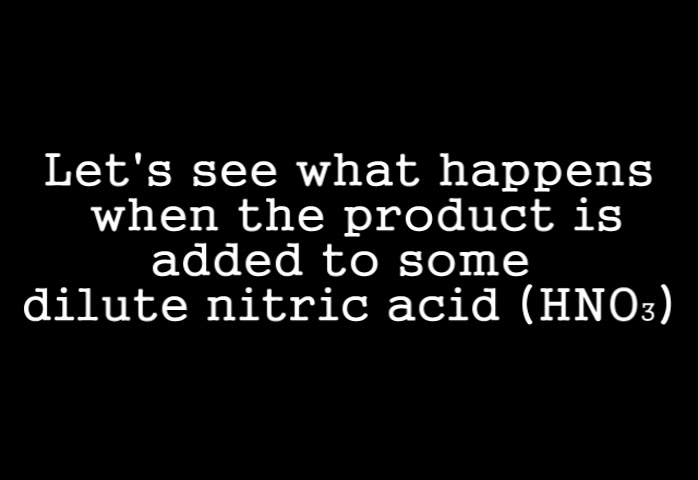 Let's see what happens
when the product is
added to some
dilute nitric acid (HNO₃)